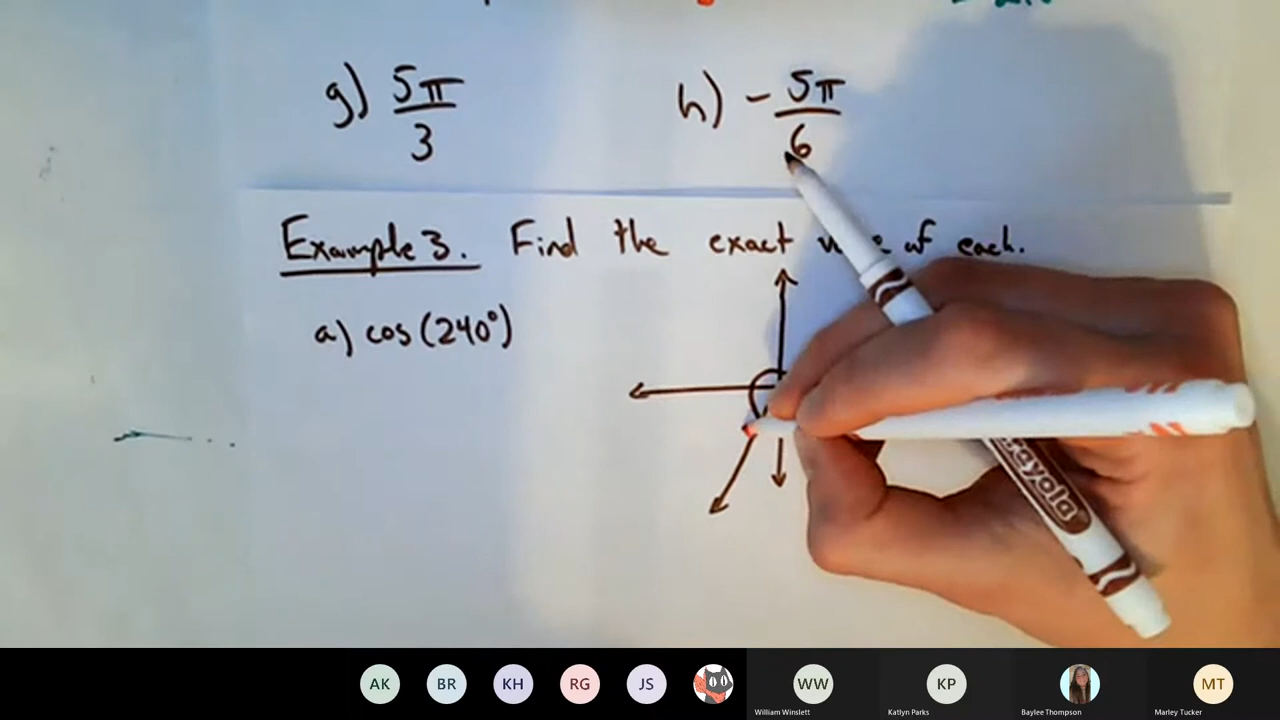 g) 5π/3 h) -5π/6
Example 3. Find the exact of each.
a) cos(240°)
crayola
AK BR KH RG JS WW KP MT
William Winslett Katlyn Parks Baylee Thompson Marley Tucker